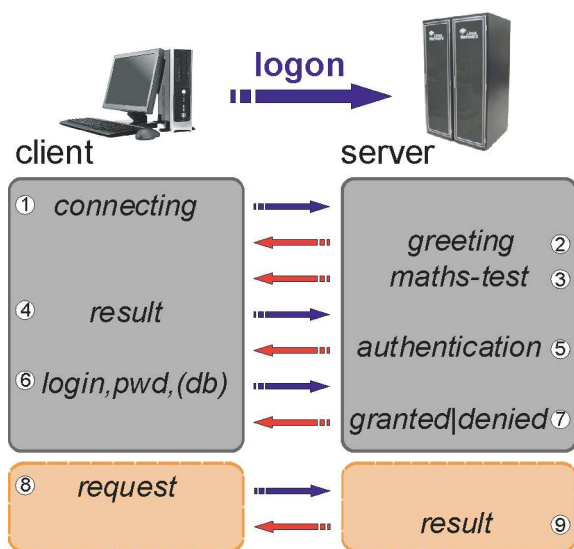 logon
client
server
① connecting
greeting ②
maths-test ③
④ result
authentication ⑤
⑥ login,pwd,(db)
granted|denied ⑦
⑧ request
result ⑨